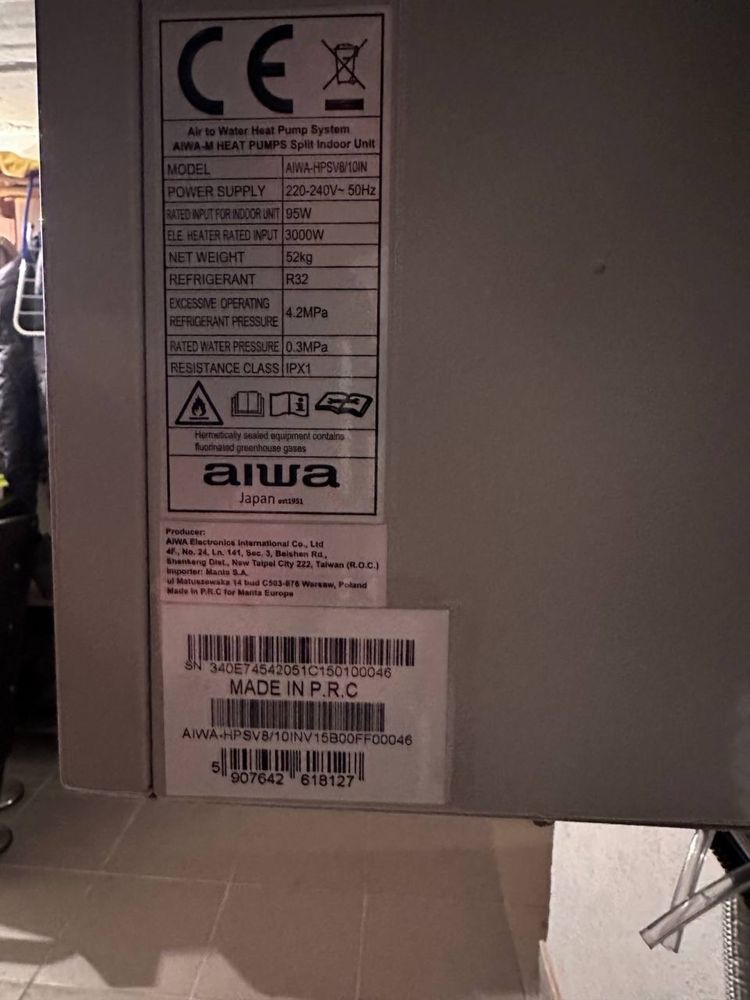 CE
Air to Water Heat Pump System
AIWA-M HEAT PUMPS Split Indoor Unit
MODEL AIWA-HPSV8/10IN
POWER SUPPLY 220-240V~ 50Hz
RATED INPUT FOR INDOOR UNIT 95W
ELE. HEATER RATED INPUT 3000W
NET WEIGHT 52kg
REFRIGERANT R32
EXCESSIVE OPERATING
REFRIGERANT PRESSURE 4.2MPa
RATED WATER PRESSURE 0.3MPa
RESISTANCE CLASS IPX1
Hermetically sealed equipment contains
fluorinated greenhouse gases
aiwa
Japan est1951
Producer:
AIWA Electronics International Co., Ltd
4F., No. 24, Ln. 141, Sec. 3, Beishen Rd.,
Shenkeng Dist., New Taipei City 222, Taiwan (R.O.C.)
Importer: Manta S.A.
ul Matuszewska 14 bud C503-876 Warsaw, Poland
Made in P.R.C for Manta Europe
SN 340E74542051C150100046
MADE IN P.R.C
AIWA-HPSV8/10INV15B00FF00046
5 907642 618127